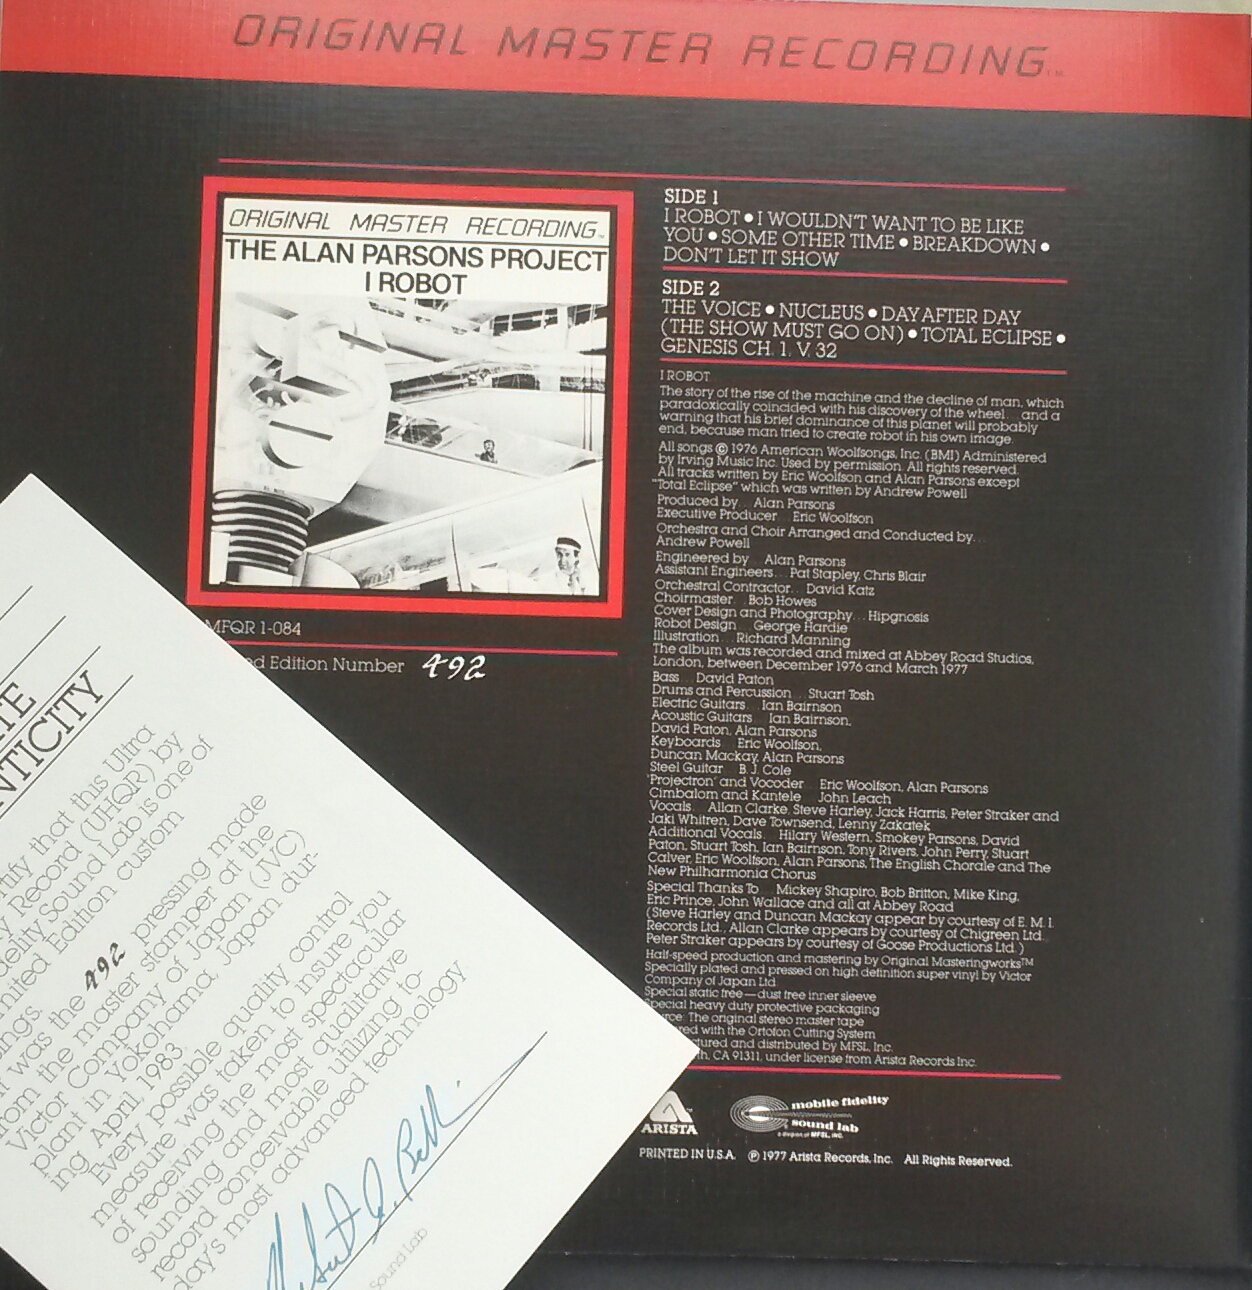 ORIGINAL MASTER RECORDING™
ORIGINAL MASTER RECORDING™
THE ALAN PARSONS PROJECT
I ROBOT
MFQR 1-084
Edition Number 492
SIDE 1
I ROBOT • I WOULDN'T WANT TO BE LIKE
YOU • SOME OTHER TIME • BREAKDOWN •
DON'T LET IT SHOW
SIDE 2
THE VOICE • NUCLEUS • DAY AFTER DAY
(THE SHOW MUST GO ON) • TOTAL ECLIPSE •
GENESIS CH. 1. V. 32
I ROBOT
The story of the rise of the machine and the decline of man, which
paradoxically coincided with his discovery of the wheel... and a
warning that his brief dominance of this planet will probably
end, because man tried to create robot in his own image.
All songs © 1976 American Woolfsongs, Inc. (BMI) Administered
by Irving Music Inc. Used by permission. All rights reserved.
All tracks written by Eric Woolfson and Alan Parsons except
"Total Eclipse" which was written by Andrew Powell
Produced by... Alan Parsons
Executive Producer... Eric Woolfson
Orchestra and Choir Arranged and Conducted by...
Andrew Powell
Engineered by... Alan Parsons
Assistant Engineers... Pat Stapley, Chris Blair
Orchestral Contractor... David Katz
Choirmaster... Bob Howes
Cover Design and Photography... Hipgnosis
Robot Design... George Hardie
Illustration... Richard Manning
The album was recorded and mixed at Abbey Road Studios,
London, between December 1976 and March 1977
Bass... David Paton
Drums and Percussion... Stuart Tosh
Electric Guitars... Ian Bairnson
Acoustic Guitars... Ian Bairnson,
David Paton, Alan Parsons
Keyboards... Eric Woolfson,
Duncan Mackay, Alan Parsons
Steel Guitar... B.J. Cole
'Projectron' and Vocoder... Eric Woolfson, Alan Parsons
Cimbalom and Kantele... John Leach
Vocals... Allan Clarke, Steve Harley, Jack Harris, Peter Straker and
Jaki Whitren, Dave Townsend, Lenny Zakatek
Additional Vocals... Hilary Western, Smokey Parsons, David
Paton, Stuart Tosh, Ian Bairnson, Tony Rivers, John Perry, Stuart
Calver, Eric Woolfson, Alan Parsons, The English Chorale and The
New Philharmonia Chorus
Special Thanks To... Mickey Shapiro, Bob Britton, Mike King,
Eric Prince, John Wallace and all at Abbey Road
(Steve Harley and Duncan Mackay appear by courtesy of E.M.I.
Records Ltd., Allan Clarke appears by courtesy of Chigreen Ltd.
Peter Straker appears by courtesy of Goose Productions Ltd.)
Half-speed production and mastering by Original Masteringworks™
Specially plated and pressed on high definition super vinyl by Victor
Company of Japan Ltd
Special static free—dust free inner sleeve
Special heavy duty protective packaging
The original stereo master tape
with the Ortofon Cutting System
and distributed by MFSL, Inc.
CA 91311, under license from Arista Records Inc.
ARISTA
mobile fidelity
sound lab
a division of MFSL, INC.
PRINTED IN U.S.A. ℗ 1977 Arista Records, Inc. All Rights Reserved.
NTICITY
that this Ultra
Record (UHQR) by
Sound Lab is one of
Edition custom
was the 492 pressing made
from the master stamper at the
Victor Company of Japan (JVC)
plant in Yokohama, Japan dur-
ing April, 1983
Every possible quality control
measure was taken to insure you
of receiving the most spectacular
sounding and most qualitative
record conceivable utilizing to-
day's most advanced technology
Sound Lab